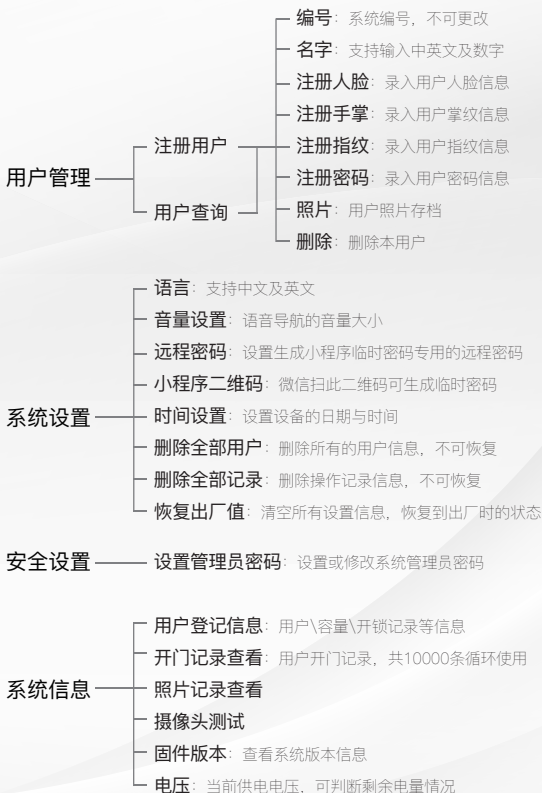 编号：系统编号，不可更改
名字：支持输入中英文及数字
注册人脸：录入用户人脸信息
注册手掌：录入用户掌纹信息
注册用户
注册指纹：录入用户指纹信息
用户管理
注册密码：录入用户密码信息
用户查询
照片：用户照片存档
删除：删除本用户
语言：支持中文及英文
音量设置：语音导航的音量大小
远程密码：设置生成小程序临时密码专用的远程密码
小程序二维码：微信扫此二维码可生成临时密码
系统设置
时间设置：设置设备的日期与时间
删除全部用户：删除所有的用户信息，不可恢复
删除全部记录：删除操作记录信息，不可恢复
恢复出厂值：清空所有设置信息，恢复到出厂时的状态
安全设置
设置管理员密码：设置或修改系统管理员密码
用户登记信息：用户\容量\开锁记录等信息
开门记录查看：用户开门记录，共10000条循环使用
系统信息
照片记录查看
摄像头测试
固件版本：查看系统版本信息
电压：当前供电电压，可判断剩余电量情况